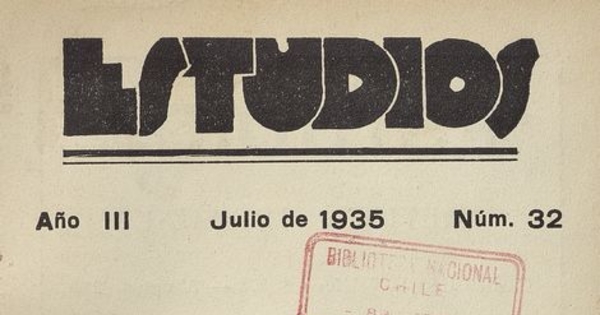 ESTUDIOS
Año III Julio de 1935 Núm. 32
BIBLIOTECA NACIONAL
CHILE